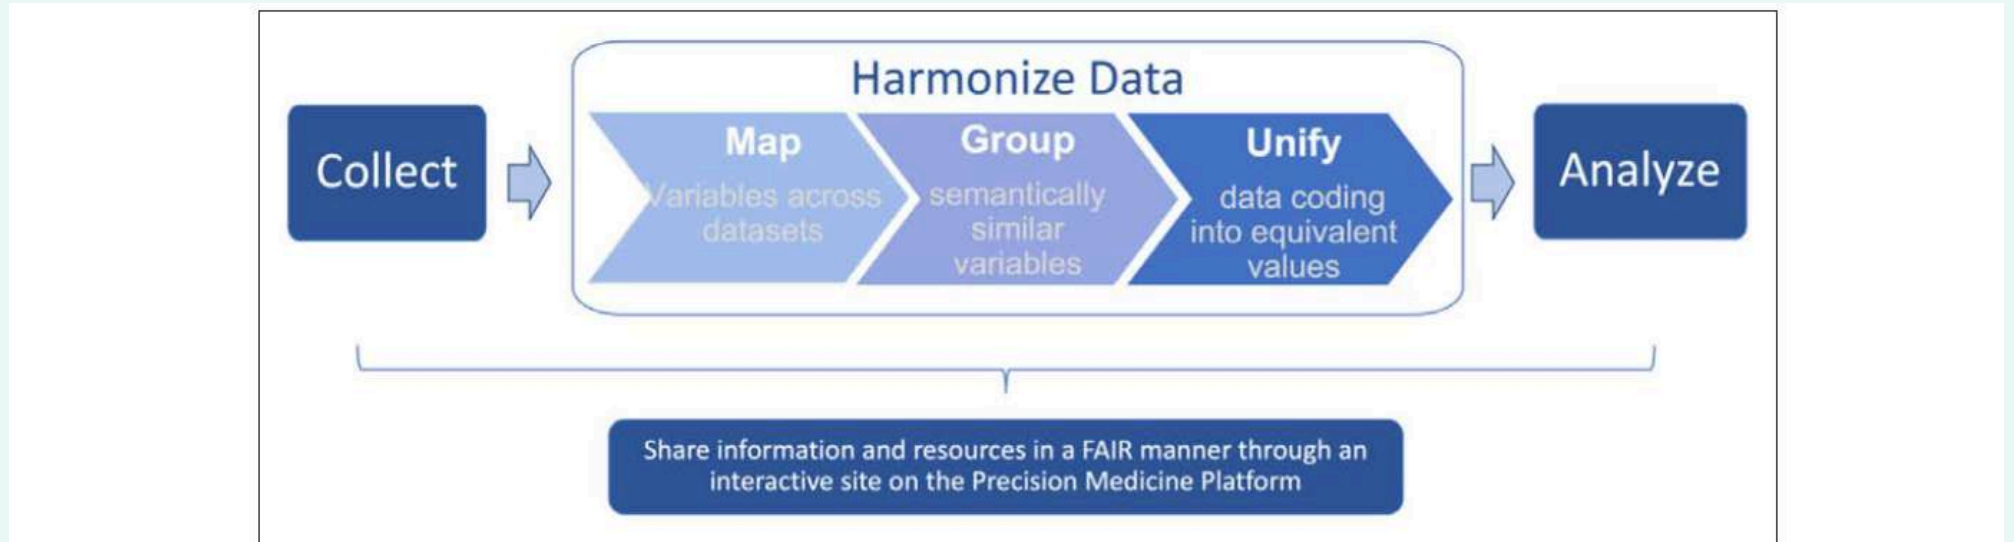 Harmonize Data
Collect
Map
Variables across
datasets
Group
semantically
similar
variables
Unify
data coding
into equivalent
values
Analyze
Share information and resources in a FAIR manner through an
interactive site on the Precision Medicine Platform